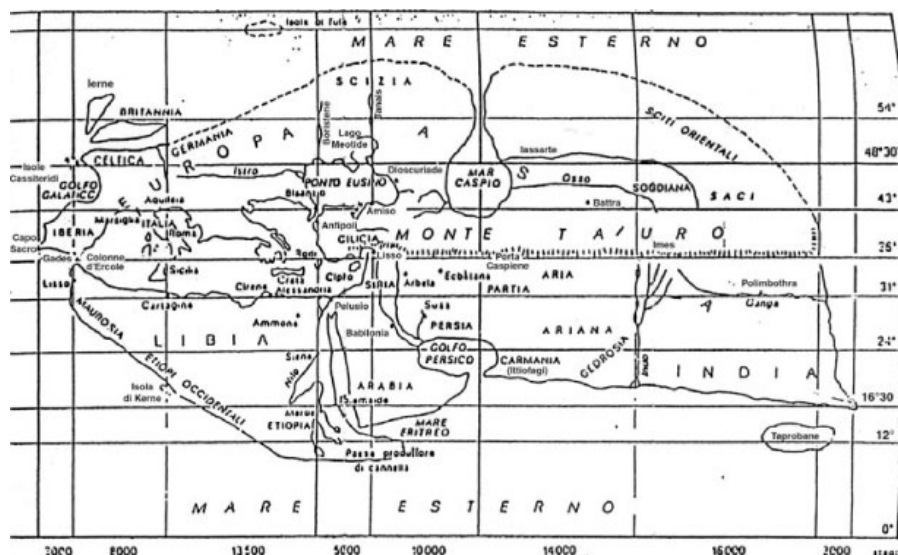 Isole di Tule
MARE ESTERNO
SCIZIA
Ierne
BRITANNIA
Boristene
Tanais
54°
GERMANIA
EUROPA
SCITI ORIENTALI
Lago
Meotide
Isole
Cassiteridi
CELTICA
Dioscuriade
Iassarte
48°30
GOLFO
GALATICO
Istro
PONTO EUSINO
MAR
CASPIO
Osso
SOGDIANA
SACI
Bisanzio
Battra
43°
Aquileia
Amiso
Marsiglia
ITALIA
IBERIA
Roma
Antipoli
Capo
Sacro
CILICIA
MONTE TAURO
Imes
Gades
Colonne
d'Ercole
Rodi
Lisso
Porta
Caspiene
Lisso
Sicilia
Cipro
SIRIA
Arbela
Ecbatana
ARIA
PARTIA
Polimbothra
31°
Creta
Cirene
Alessandria
Gange
Cartagine
Pelusio
Susa
Ammone
PERSIA
MAURUSIA
Babilonia
ARIANA
LIBIA
GOLFO
PERSICO
GEDROSIA
Indo
24°
Siene
CARMANIA
(Ittiofagi)
INDIA
Nilo
ETIOPI OCCIDENTALI
ARABIA
Isola
di Kerne
16°30
Meroe
ETIOPIA
MARE
ERITREO
Taprobane
12°
Paese produttore
di cannella
MARE ESTERNO
0°
13500 5000 10000 14000 16000 2000